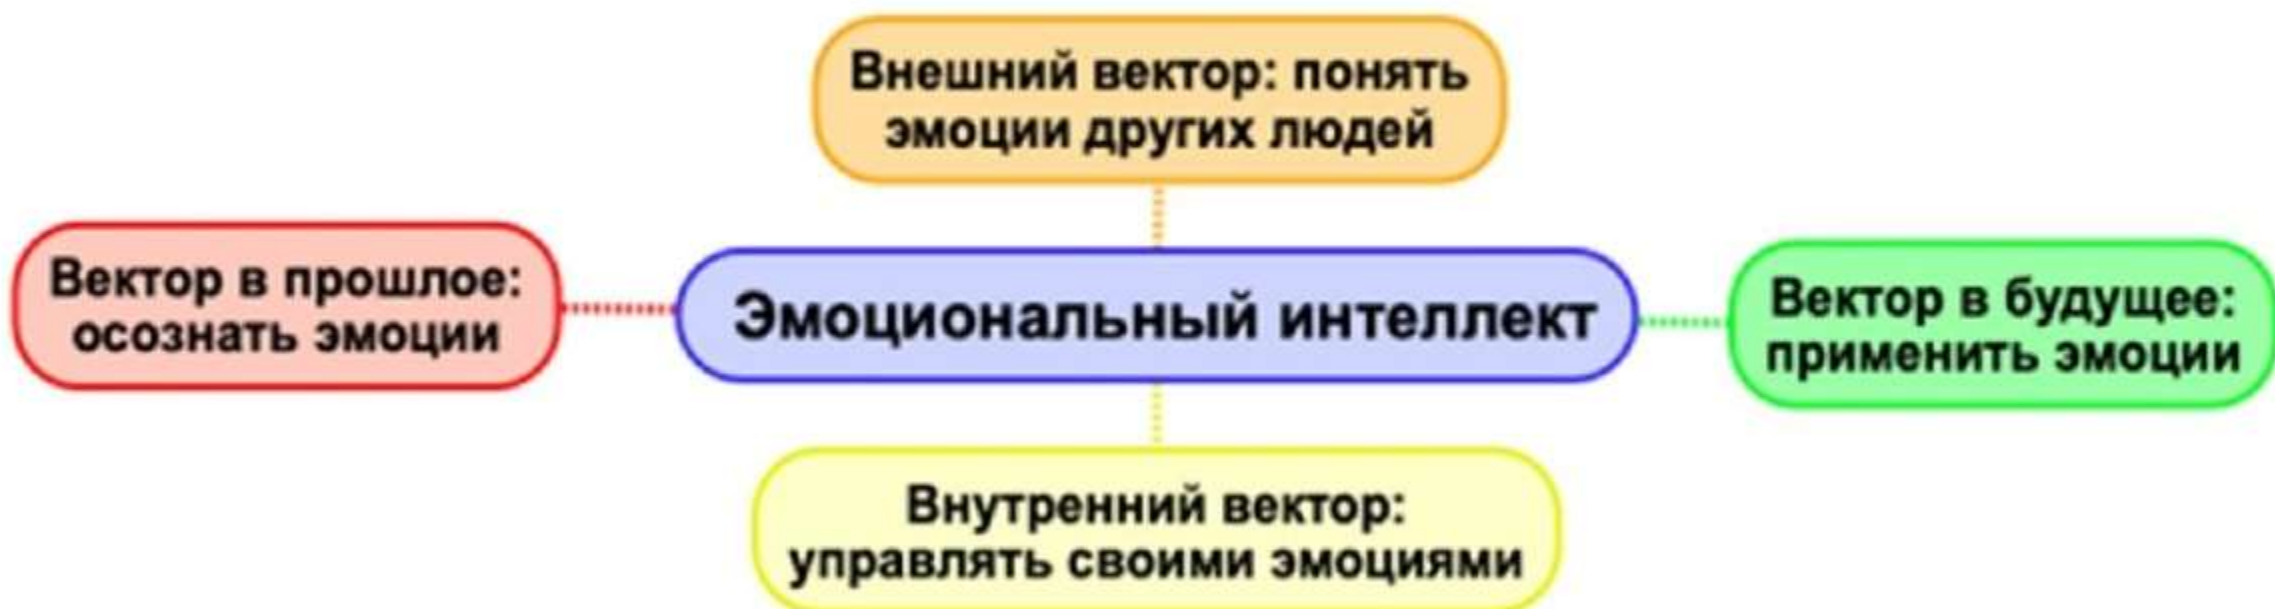 Внешний вектор: понять
эмоции других людей
Вектор в прошлое:
осознать эмоции
Эмоциональный интеллект
Вектор в будущее:
применить эмоции
Внутренний вектор:
управлять своими эмоциями